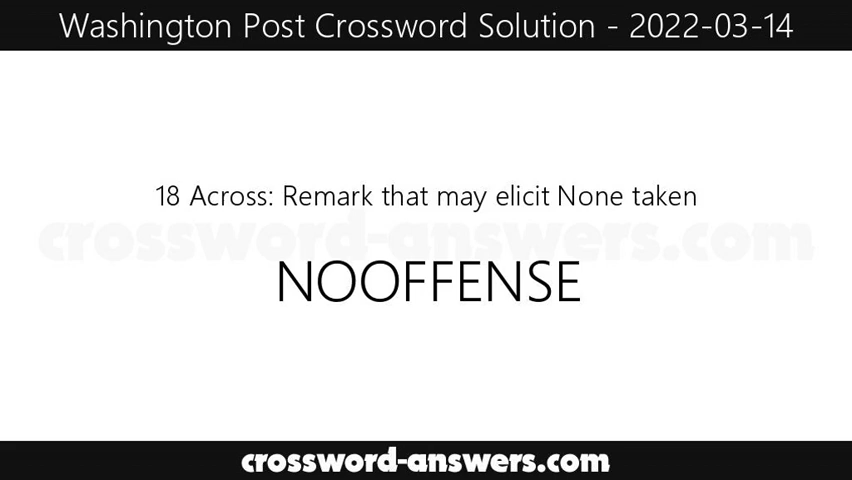 Washington Post Crossword Solution - 2022-03-14
18 Across: Remark that may elicit None taken
crossword-answers.com
NOOFFENSE
crossword-answers.com